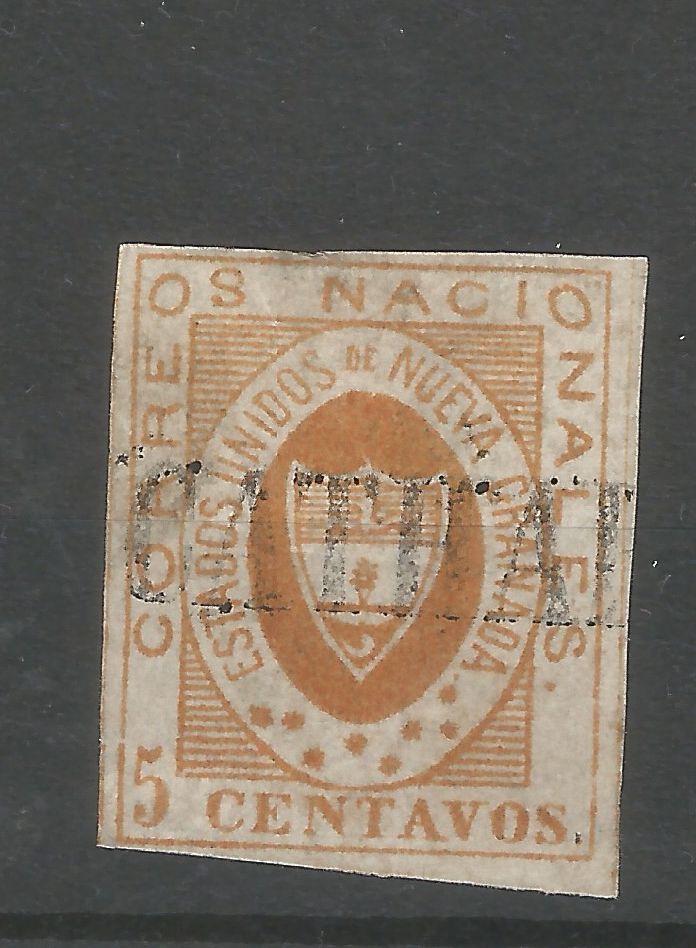 CORREOS NACIONALES.
ESTADOS UNIDOS DE NUEVA GRANADA
5 CENTAVOS.